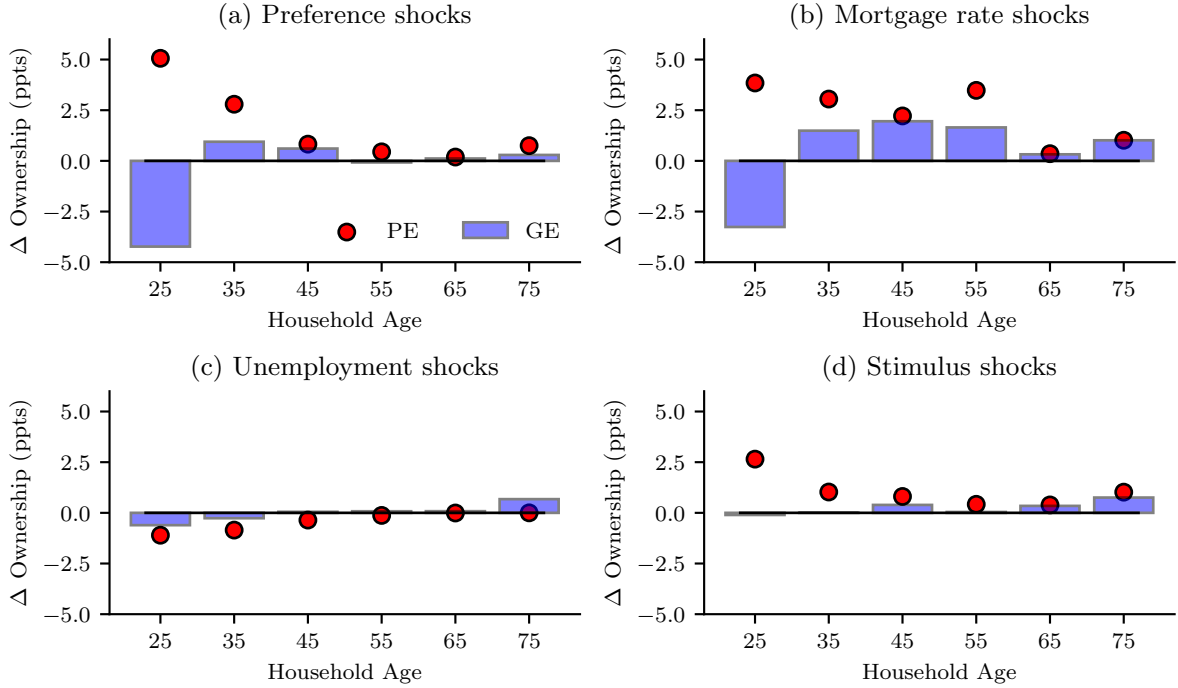 (a) Preference shocks
Δ Ownership (ppts)
5.0
2.5
0.0
−2.5
−5.0
PE
GE
25 35 45 55 65 75
Household Age
(b) Mortgage rate shocks
Δ Ownership (ppts)
5.0
2.5
0.0
−2.5
−5.0
25 35 45 55 65 75
Household Age
(c) Unemployment shocks
Δ Ownership (ppts)
5.0
2.5
0.0
−2.5
−5.0
25 35 45 55 65 75
Household Age
(d) Stimulus shocks
Δ Ownership (ppts)
5.0
2.5
0.0
−2.5
−5.0
25 35 45 55 65 75
Household Age